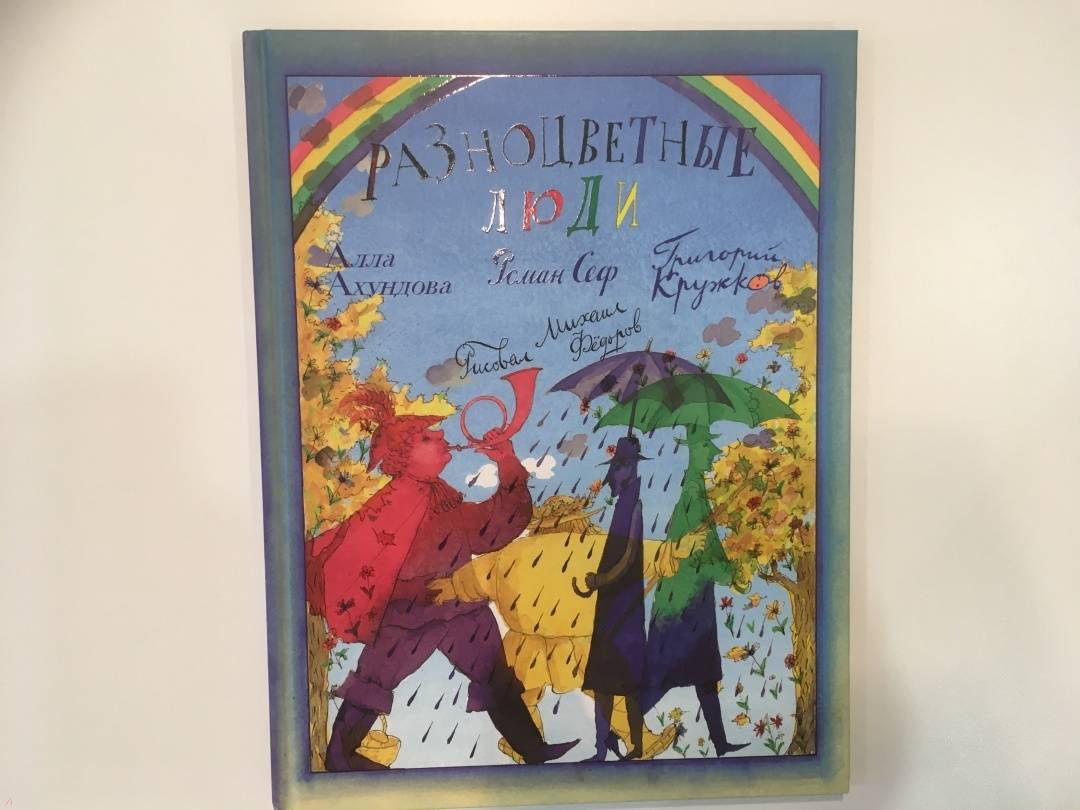 РАЗНОЦВЕТНЫЕ
ЛЮДИ
Алла
Ахундова
Роман Сеф
Григорий
Кружков
Рисовал Михаил
Фёдоров